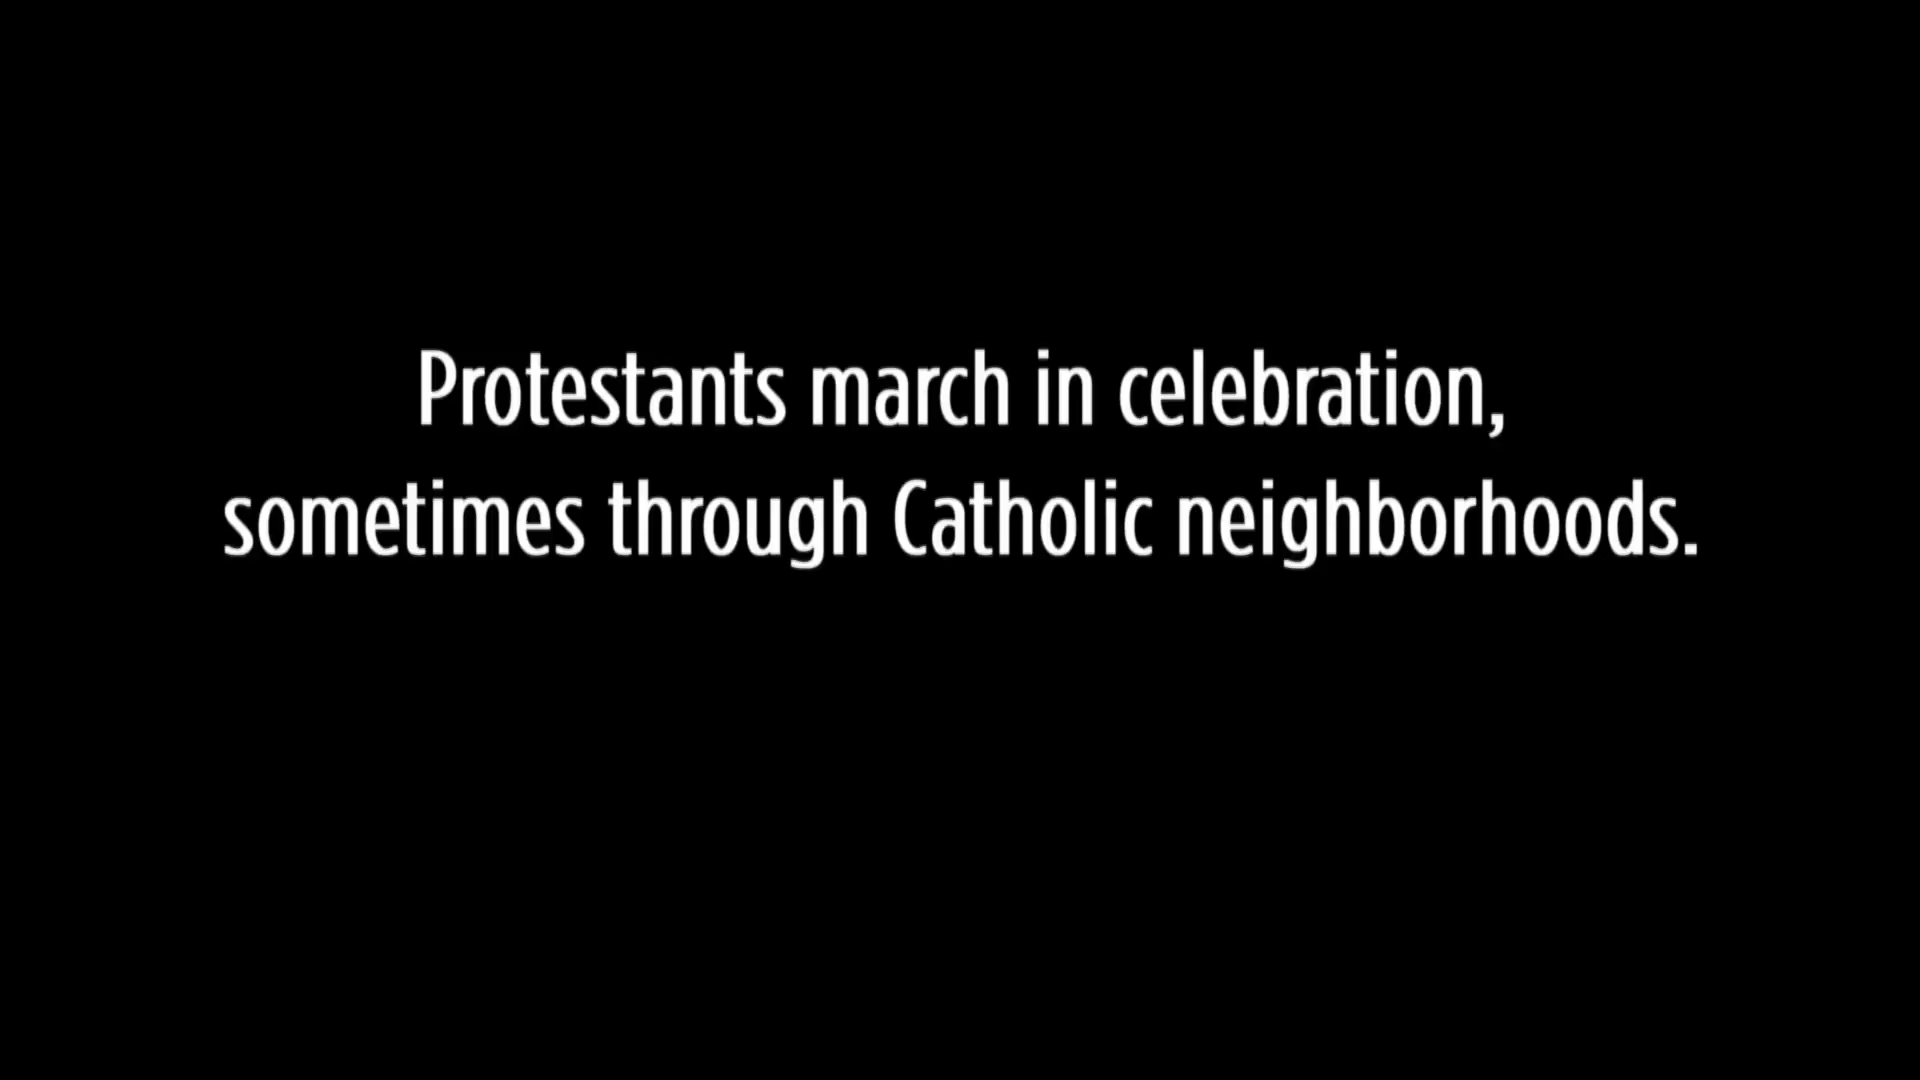 Protestants march in celebration,
sometimes through Catholic neighborhoods.